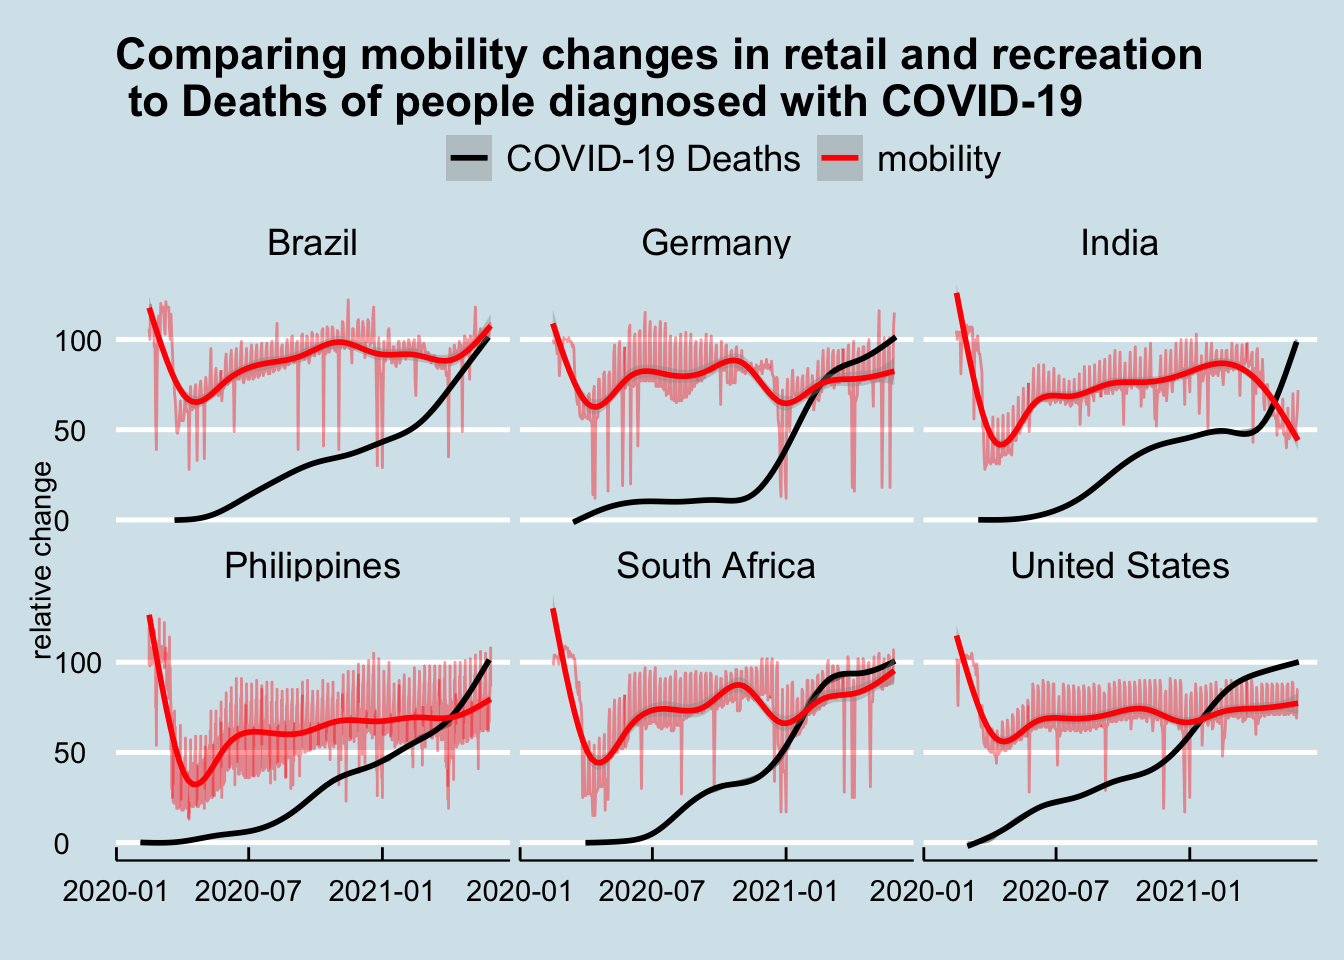 Comparing mobility changes in retail and recreation
to Deaths of people diagnosed with COVID-19
COVID-19 Deaths mobility
Brazil Germany India
100
50
0
relative change
Philippines South Africa United States
100
50
0
2020-01 2020-07 2021-01 2020-01 2020-07 2021-01 2020-01 2020-07 2021-01